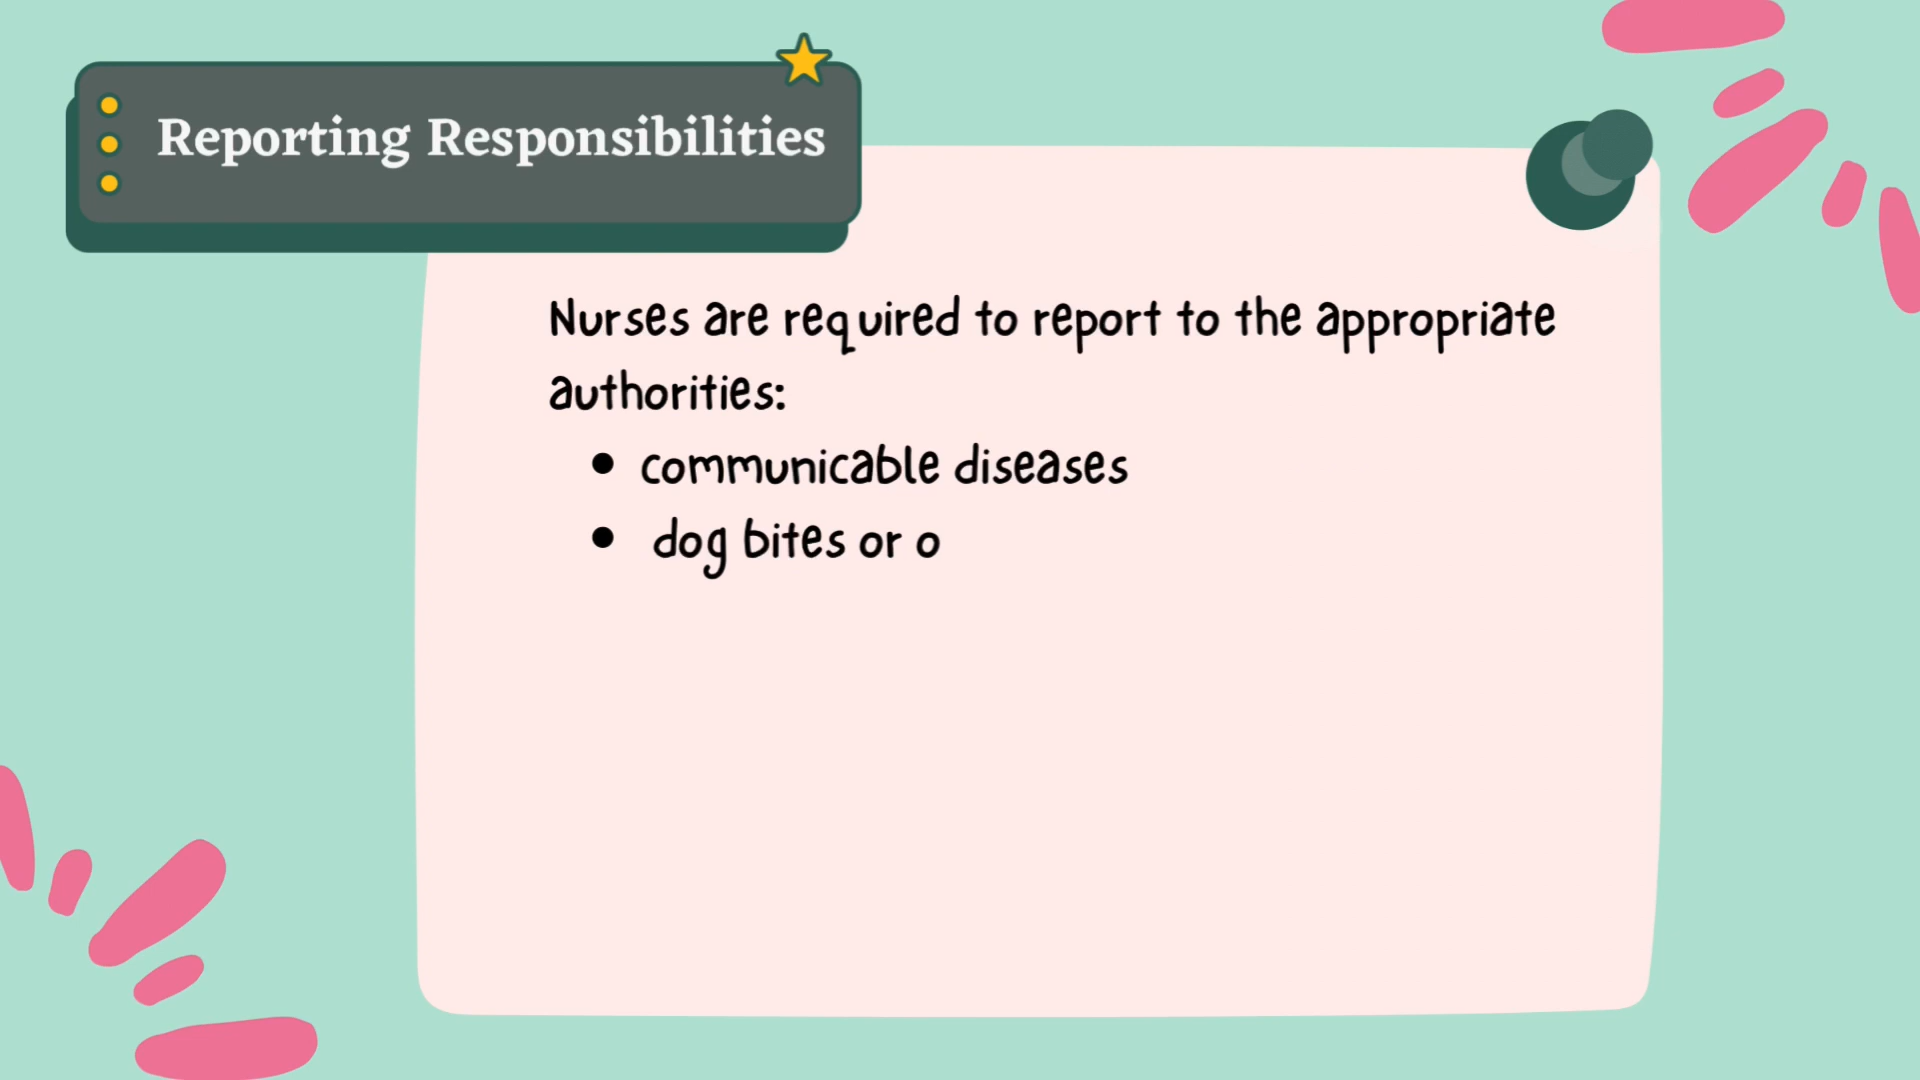 Reporting Responsibilities
Nurses are required to report to the appropriate
authorities:
• communicable diseases
• dog bites or o